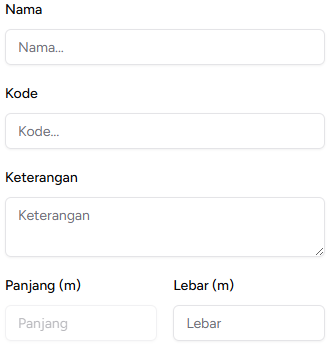 Nama
Nama...
Kode
Kode...
Keterangan
Keterangan
Panjang (m) Lebar (m)
Panjang Lebar